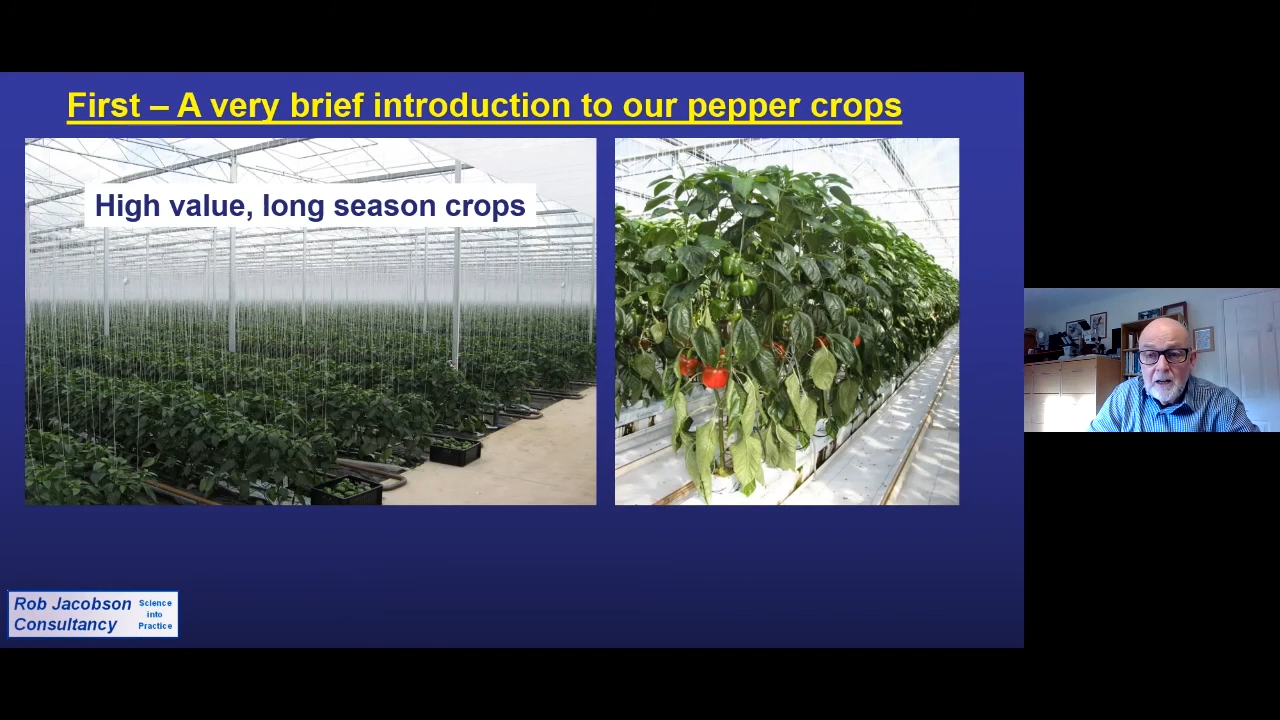 First – A very brief introduction to our pepper crops
High value, long season crops
Rob Jacobson
Consultancy
Science
into
Practice